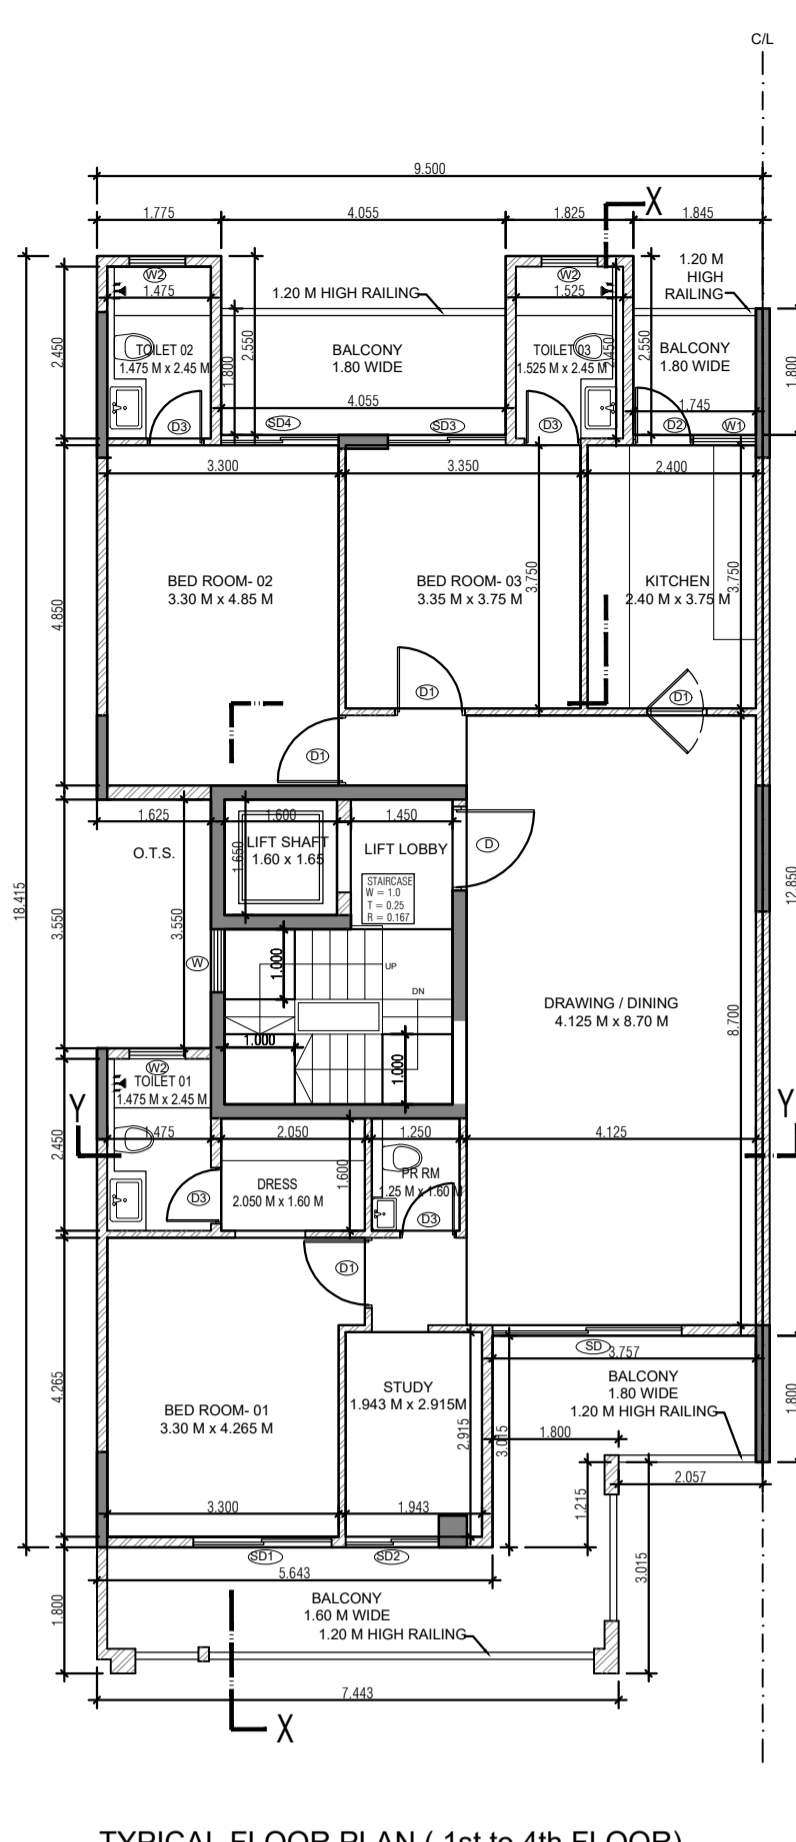 C/L
9.500
1.775
4.055
1.825
X
1.845
1.20 M
HIGH
RAILING
W2
1.475
1.20 M HIGH RAILING
W2
1.525
2.450
TOILET 02
1.475 M x 2.45 M
1.800
2.550
BALCONY
1.80 WIDE
TOILET 03
1.525 M x 2.45 M
2.450
2.550
BALCONY
1.80 WIDE
1.800
4.055
1.745
D3
SD4
SD3
D3
D2
W1
3.300
3.350
2.400
BED ROOM- 02
3.30 M x 4.85 M
BED ROOM- 03
3.35 M x 3.75 M
3.750
KITCHEN
2.40 M x 3.75 M
3.750
4.850
D1
D1
D1
1.625
1.600
1.450
O.T.S.
LIFT SHAFT
1.60 x 1.65
1.650
LIFT LOBBY
D
STAIRCASE
W = 1.0
T = 0.25
R = 0.167
18.415
3.550
3.550
12.850
W
1.000
UP
DN
DRAWING / DINING
4.125 M x 8.70 M
8.700
1.000
1.000
W2
TOILET 01
1.475 M x 2.45 M
Y
Y
2.450
1.475
2.050
1.250
4.125
DRESS
2.050 M x 1.60 M
1.600
PR RM
1.25 M x 1.60 M
D3
D3
D1
SD
3.757
BALCONY
1.80 WIDE
1.20 M HIGH RAILING
1.800
4.265
BED ROOM- 01
3.30 M x 4.265 M
STUDY
1.943 M x 2.915M
2.915
3.015
1.800
2.057
1.215
3.300
1.943
SD1
SD2
5.643
3.015
1.800
BALCONY
1.60 M WIDE
1.20 M HIGH RAILING
7.443
X
TYPICAL FLOOR PLAN ( 1st to 4th FLOOR)